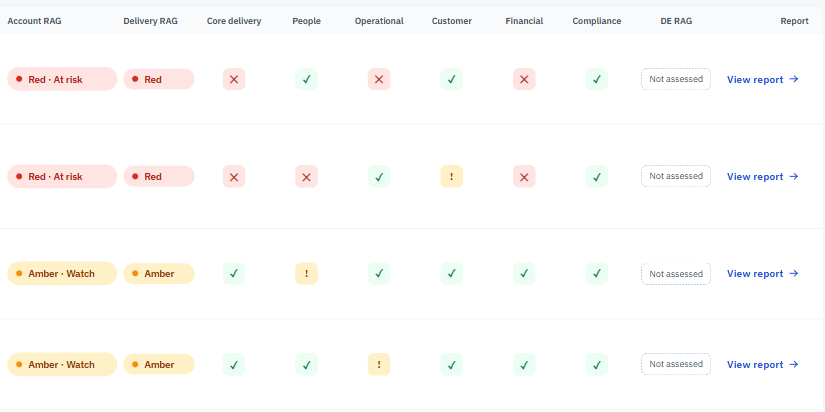 Account RAG Delivery RAG Core delivery People Operational Customer Financial Compliance DE RAG Report
Red · At risk Red ✕ ✓ ✕ ✓ ✕ ✓ Not assessed View report →
Red · At risk Red ✕ ✕ ✓ ! ✕ ✓ Not assessed View report →
Amber · Watch Amber ✓ ! ✓ ✓ ✓ ✓ Not assessed View report →
Amber · Watch Amber ✓ ✓ ! ✓ ✓ ✓ Not assessed View report →